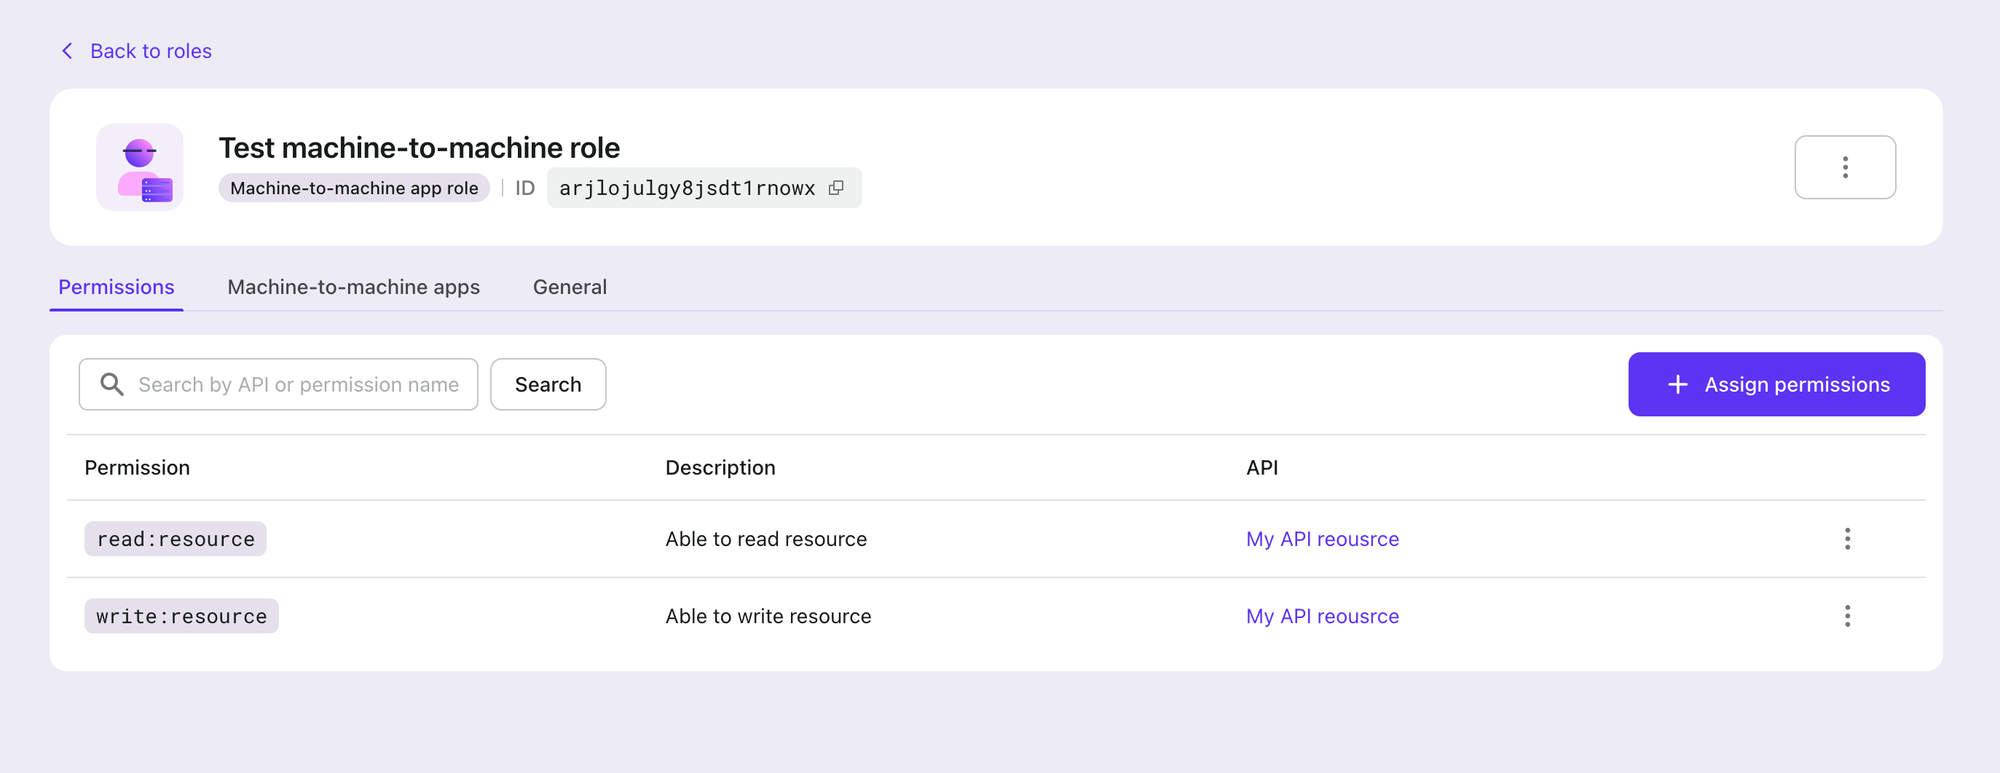 Back to roles
Test machine-to-machine role
Machine-to-machine app role | ID arjlojulgy8jsdt1rnowx
Permissions Machine-to-machine apps General
Search by API or permission name Search + Assign permissions
Permission Description API
read:resource Able to read resource My API reousrce
write:resource Able to write resource My API reousrce